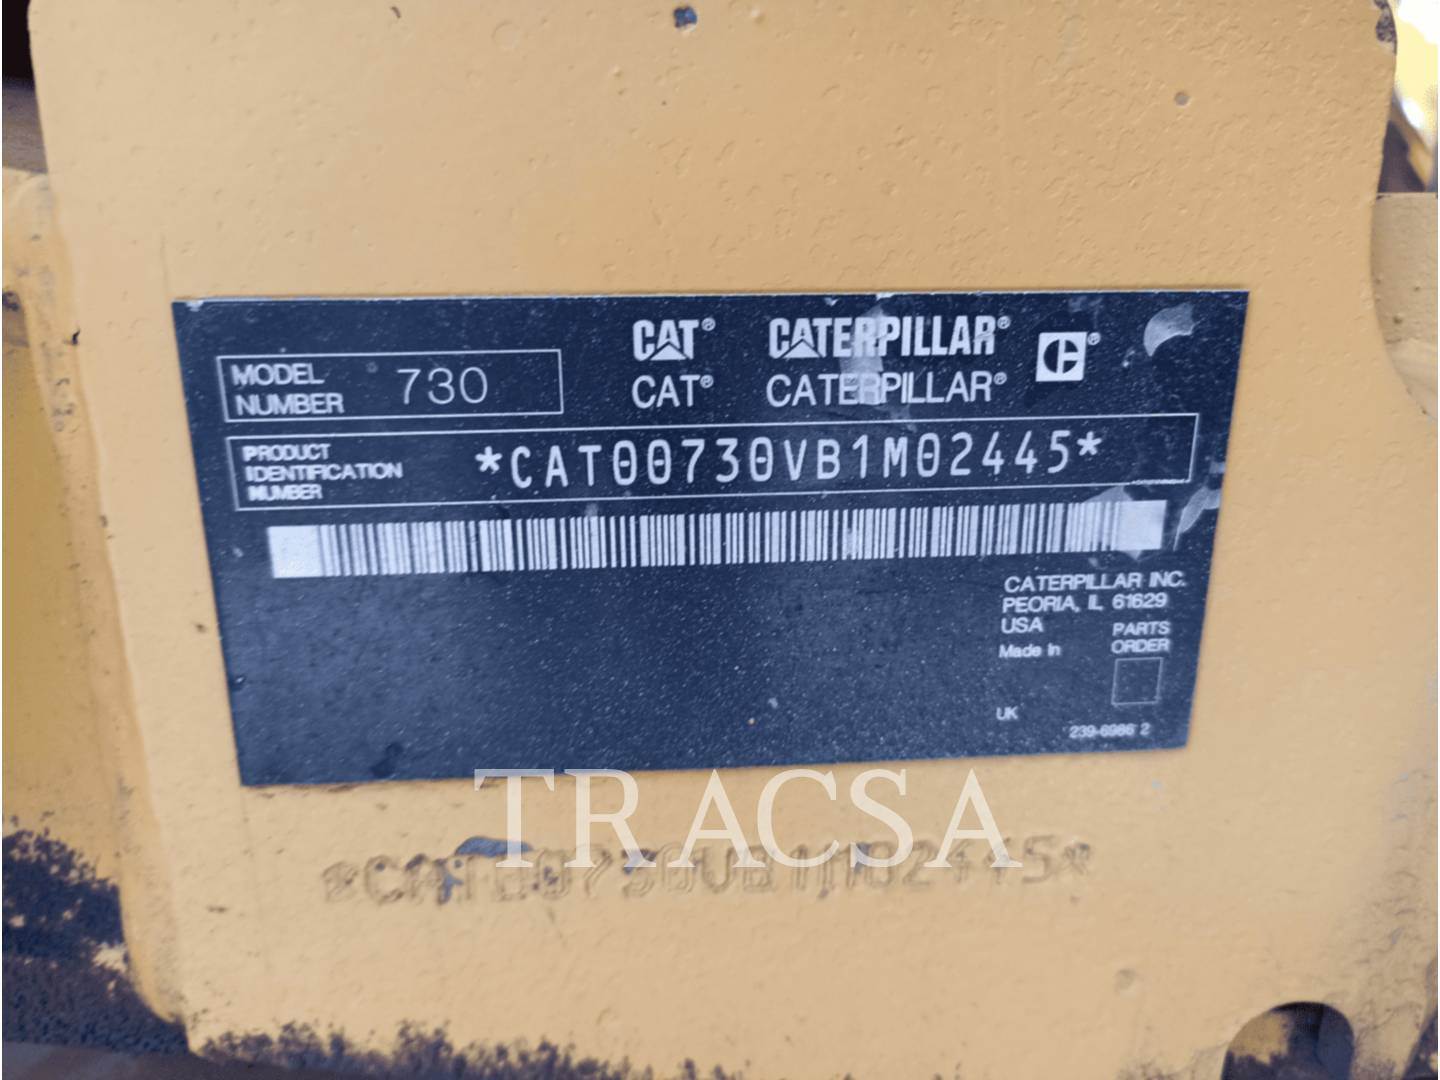 CAT® CATERPILLAR® ®
CAT® CATERPILLAR®
MODEL
NUMBER 730
PRODUCT
IDENTIFICATION
NUMBER *CAT00730VB1M02445*
CATERPILLAR INC.
PEORIA, IL 61629
USA
Made In
PARTS
ORDER
UK
239-6986 2
TRACSA
*CAT00730VB1M02445*